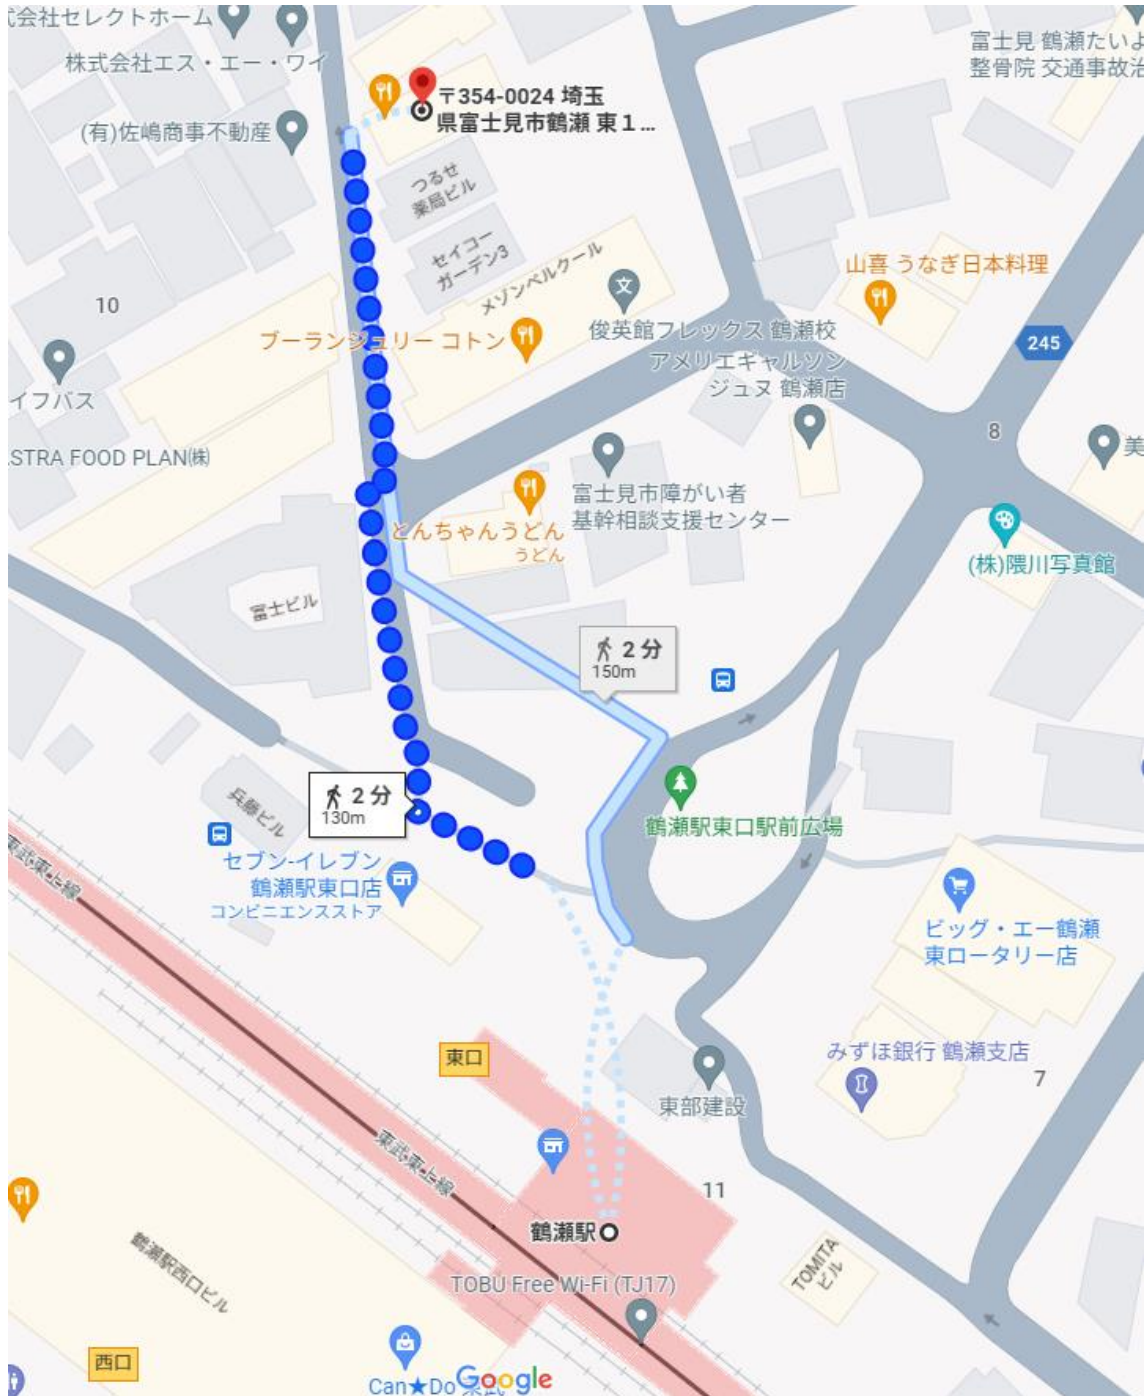 式会社セレクトホーム
株式会社エス・エー・ワイ
(有)佐嶋商事不動産
〒354-0024 埼玉
県富士見市鶴瀬 東１...
富士見 鶴瀬たいよ
整骨院 交通事故治
つるせ
薬局ビル
セイコー
ガーデン3
メゾンベルクール
10
山喜 うなぎ日本料理
ブーランジュリー コトン
俊英館フレックス 鶴瀬校
245
アメリエギャルソン
ジュヌ 鶴瀬店
イフバス
8
美
STRA FOOD PLAN㈱
富士見市障がい者
基幹相談支援センター
とんちゃんうどん
うどん
(株)隈川写真館
富士ビル
2 分
150m
兵藤ビル
2 分
130m
鶴瀬駅東口駅前広場
東武東上線
セブン-イレブン
鶴瀬駅東口店
コンビニエンスストア
ビッグ・エー鶴瀬
東ロータリー店
東口
みずほ銀行 鶴瀬支店
7
東部建設
東武東上線
11
鶴瀬駅
鶴瀬駅西口ビル
TOBU Free Wi-Fi (TJ17)
TOMITA
ビル
西口
Can★Do
Google